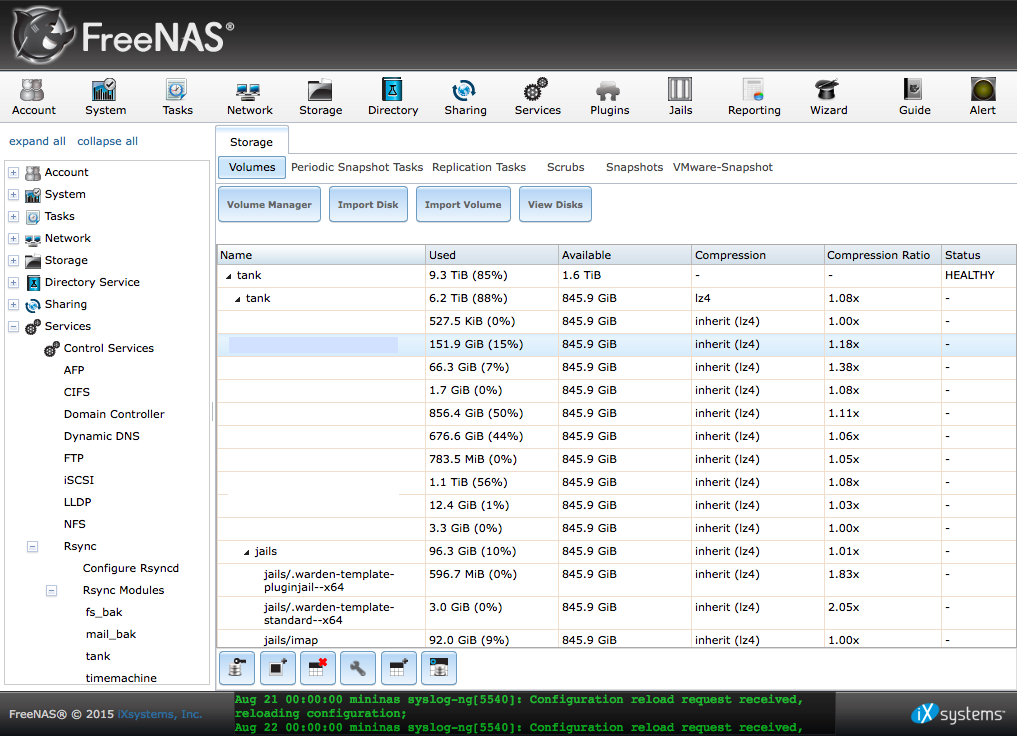 FreeNAS®
Account System Tasks Network Storage Directory Sharing Services Plugins Jails Reporting Wizard Guide Alert
expand all collapse all
Account
System
Tasks
Network
Storage
Directory Service
Sharing
Services
Control Services
AFP
CIFS
Domain Controller
Dynamic DNS
FTP
iSCSI
LLDP
NFS
Rsync
Configure Rsyncd
Rsync Modules
fs_bak
mail_bak
tank
timemachine
Storage
Volumes Periodic Snapshot Tasks Replication Tasks Scrubs Snapshots VMware-Snapshot
Volume Manager Import Disk Import Volume View Disks
Name Used Available Compression Compression Ratio Status
tank 9.3 TiB (85%) 1.6 TiB - - HEALTHY
tank 6.2 TiB (88%) 845.9 GiB lz4 1.08x -
527.5 KiB (0%) 845.9 GiB inherit (lz4) 1.00x -
151.9 GiB (15%) 845.9 GiB inherit (lz4) 1.18x -
66.3 GiB (7%) 845.9 GiB inherit (lz4) 1.38x -
1.7 GiB (0%) 845.9 GiB inherit (lz4) 1.08x -
856.4 GiB (50%) 845.9 GiB inherit (lz4) 1.11x -
676.6 GiB (44%) 845.9 GiB inherit (lz4) 1.06x -
783.5 MiB (0%) 845.9 GiB inherit (lz4) 1.05x -
1.1 TiB (56%) 845.9 GiB inherit (lz4) 1.08x -
12.4 GiB (1%) 845.9 GiB inherit (lz4) 1.03x -
3.3 GiB (0%) 845.9 GiB inherit (lz4) 1.00x -
jails 96.3 GiB (10%) 845.9 GiB inherit (lz4) 1.01x -
jails/.warden-template- 596.7 MiB (0%) 845.9 GiB inherit (lz4) 1.83x -
pluginjail--x64
jails/.warden-template- 3.0 GiB (0%) 845.9 GiB inherit (lz4) 2.05x -
standard--x64
jails/imap 92.0 GiB (9%) 845.9 GiB inherit (lz4) 1.00x -
FreeNAS® © 2015 iXsystems, Inc.
Aug 21 00:00:00 mininas syslog-ng[5540]: Configuration reload request received,
reloading configuration;
Aug 22 00:00:00 mininas syslog-ng[5540]: Configuration reload request received,
iXsystems